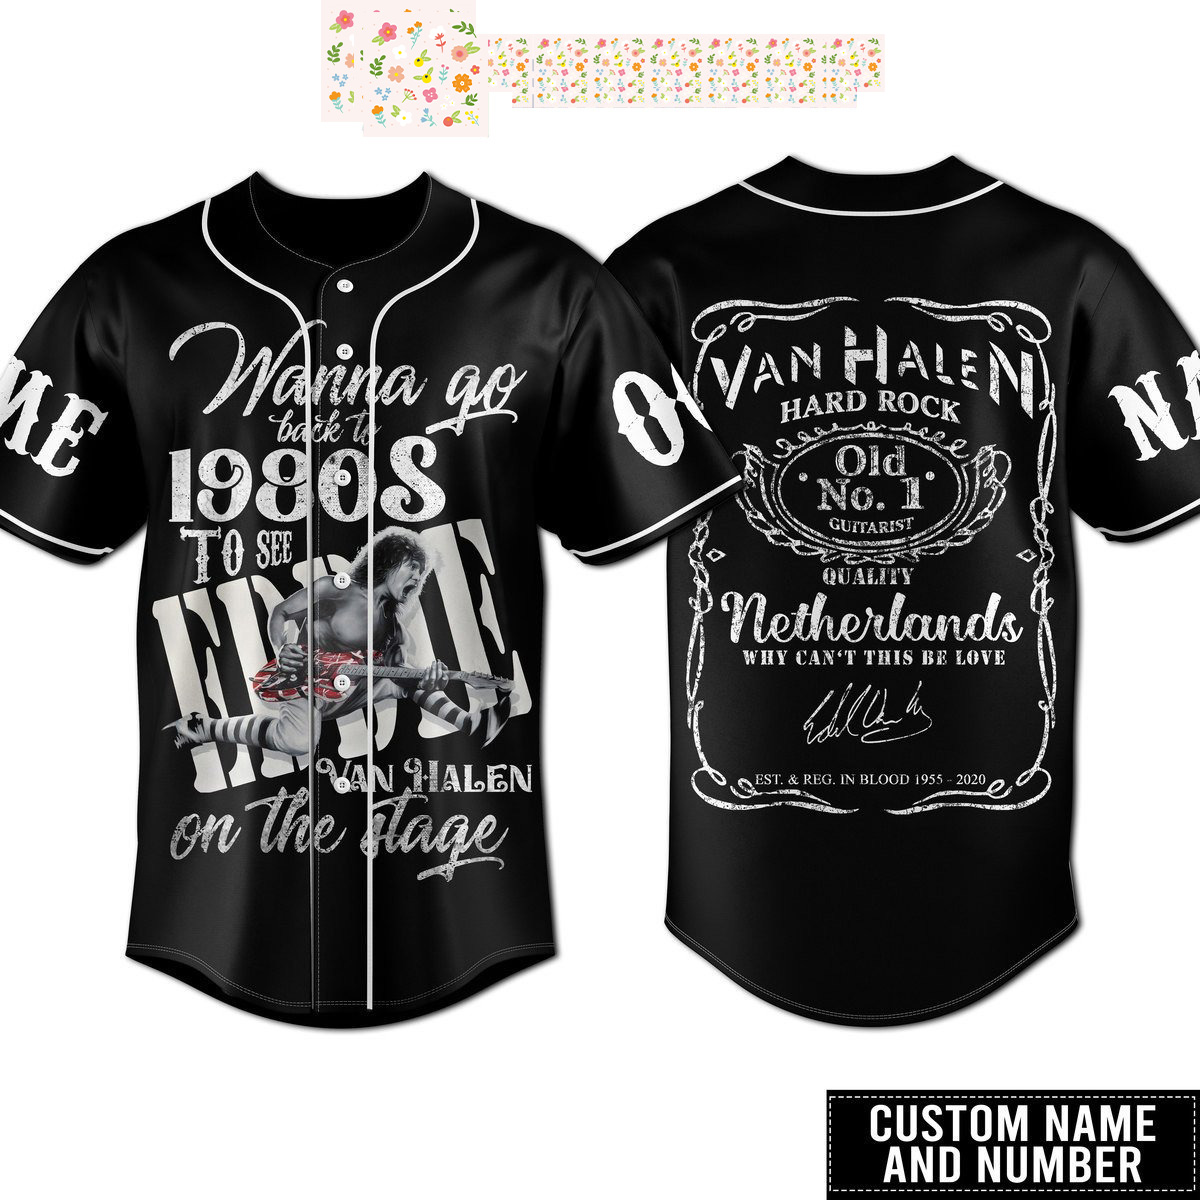 Wanna go
back to
1980s
TO SEE
EDDIE
VAN HALEN
on the stage
VAN HALEN
HARD ROCK
Old
No. 1
GUITARIST
QUALITY
Netherlands
WHY CAN'T THIS BE LOVE
EST. & REG. IN BLOOD 1955 - 2020
CUSTOM NAME
AND NUMBER